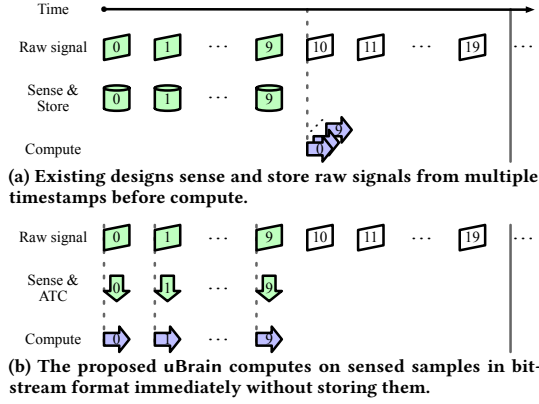 Time
Raw signal 0 1 ... 9 10 11 ... 19 ...
Sense &
Store 0 1 ... 9
Compute 0 9
(a) Existing designs sense and store raw signals from multiple
timestamps before compute.
Raw signal 0 1 ... 9 10 11 ... 19 ...
Sense &
ATC 0 1 ... 9
Compute 0 1 ... 9
(b) The proposed uBrain computes on sensed samples in bit-
stream format immediately without storing them.